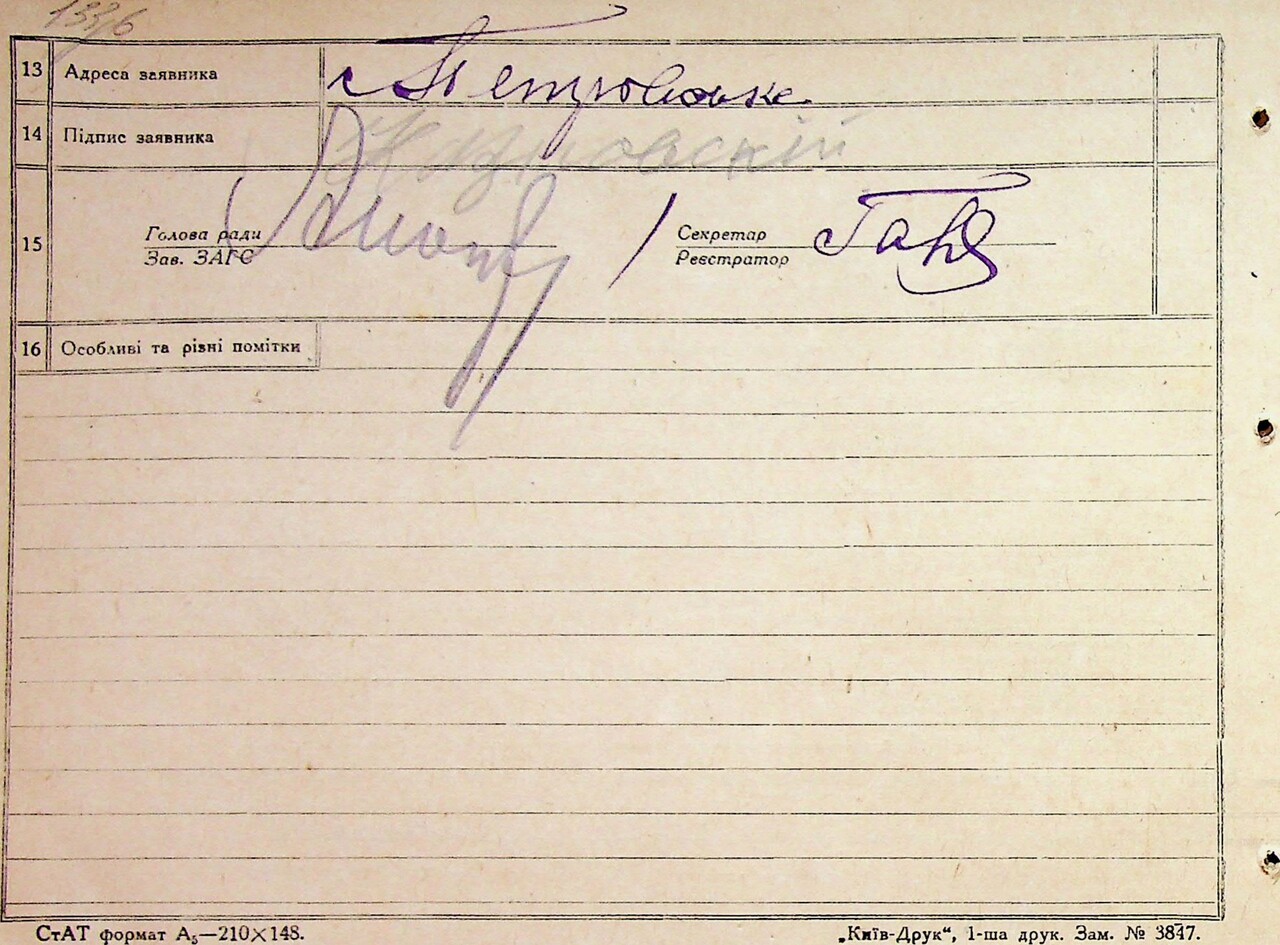 13 Адреса заявника с Петровське
14 Підпис заявника
15 Голова ради Секретар
Зав. ЗАГС Реєстратор
16 Особливі та різні помітки
СтАТ формат А₅—210×148. „Київ-Друк“, 1-ша друк. Зам. № 3847.